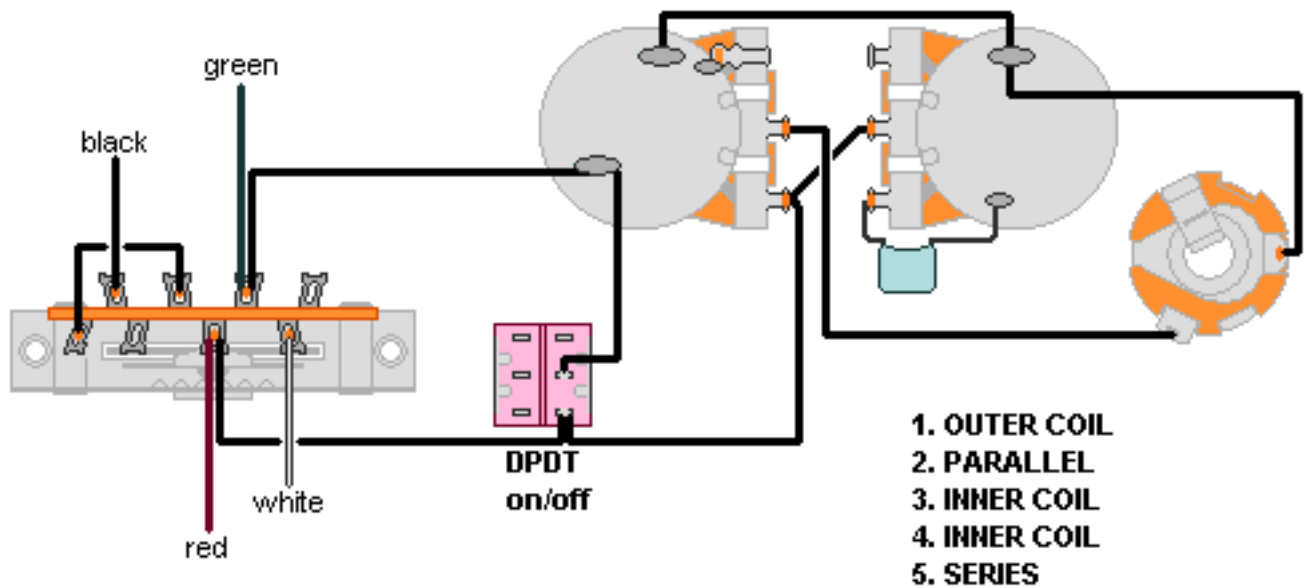 green
black
DPDT
on/off
white
red
1. OUTER COIL
2. PARALLEL
3. INNER COIL
4. INNER COIL
5. SERIES